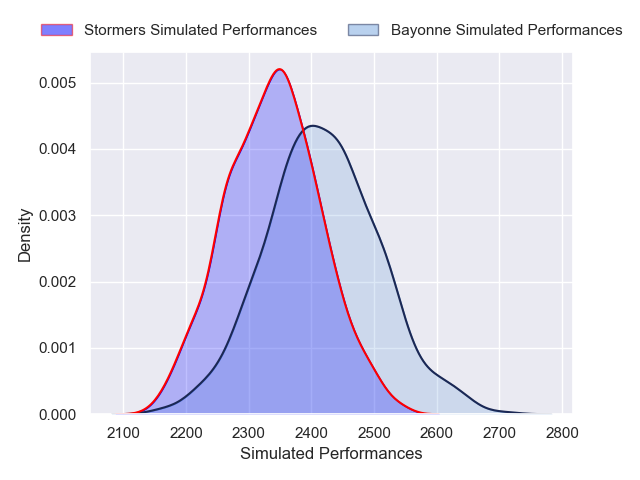 Stormers Simulated Performances Bayonne Simulated Performances
0.005
0.004
0.003
0.002
0.001
0.000
Density
2100 2200 2300 2400 2500 2600 2700 2800
Simulated Performances